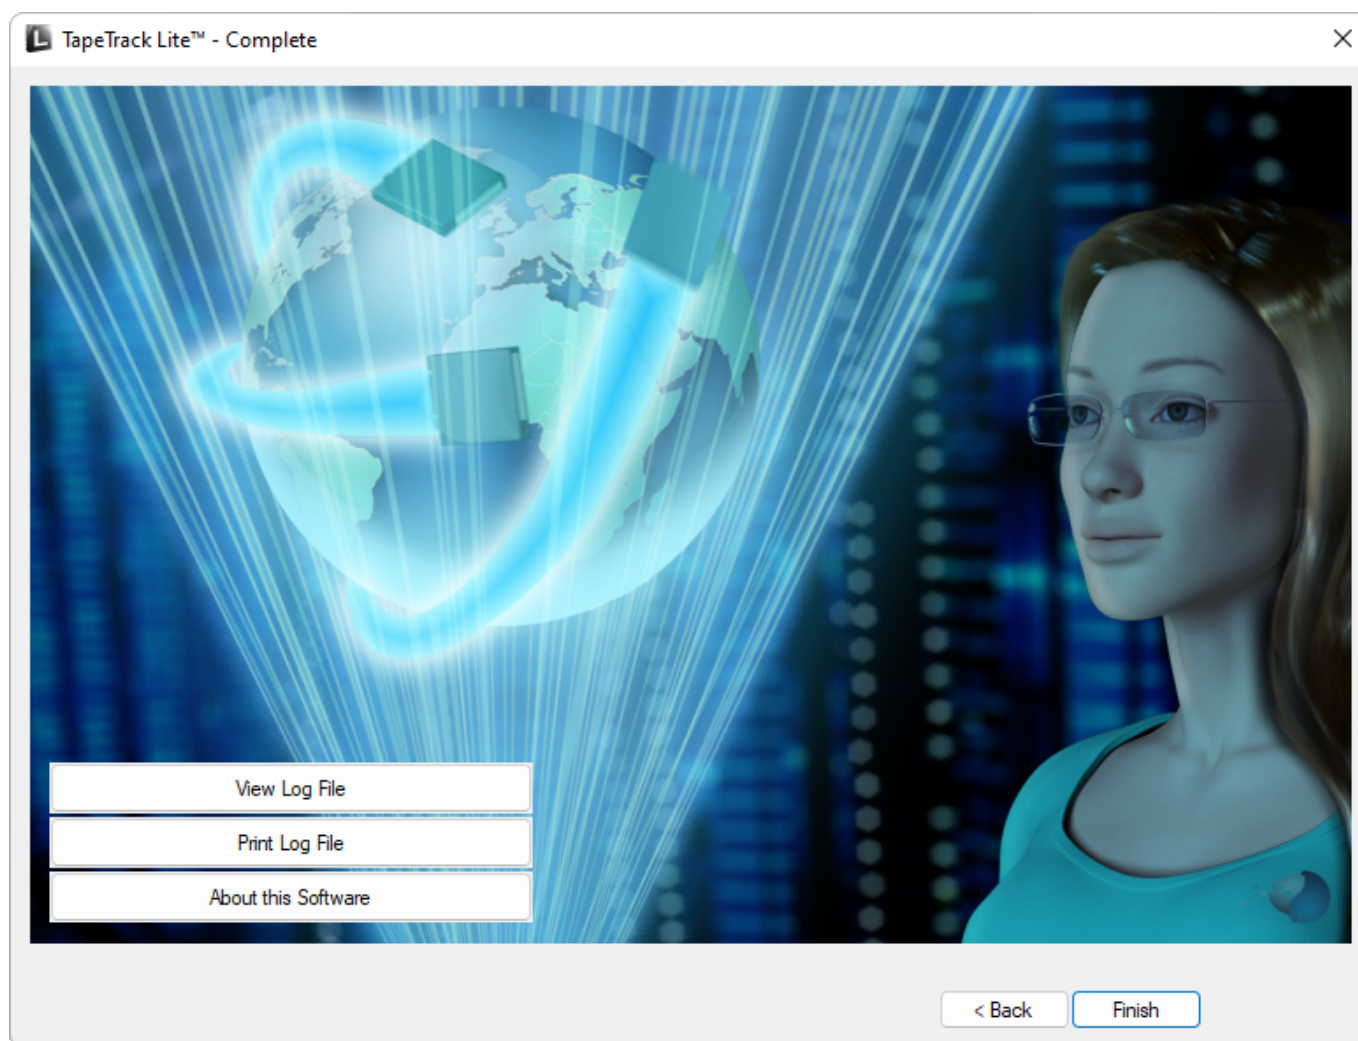 TapeTrack Lite™ - Complete
View Log File
Print Log File
About this Software
< Back
Finish